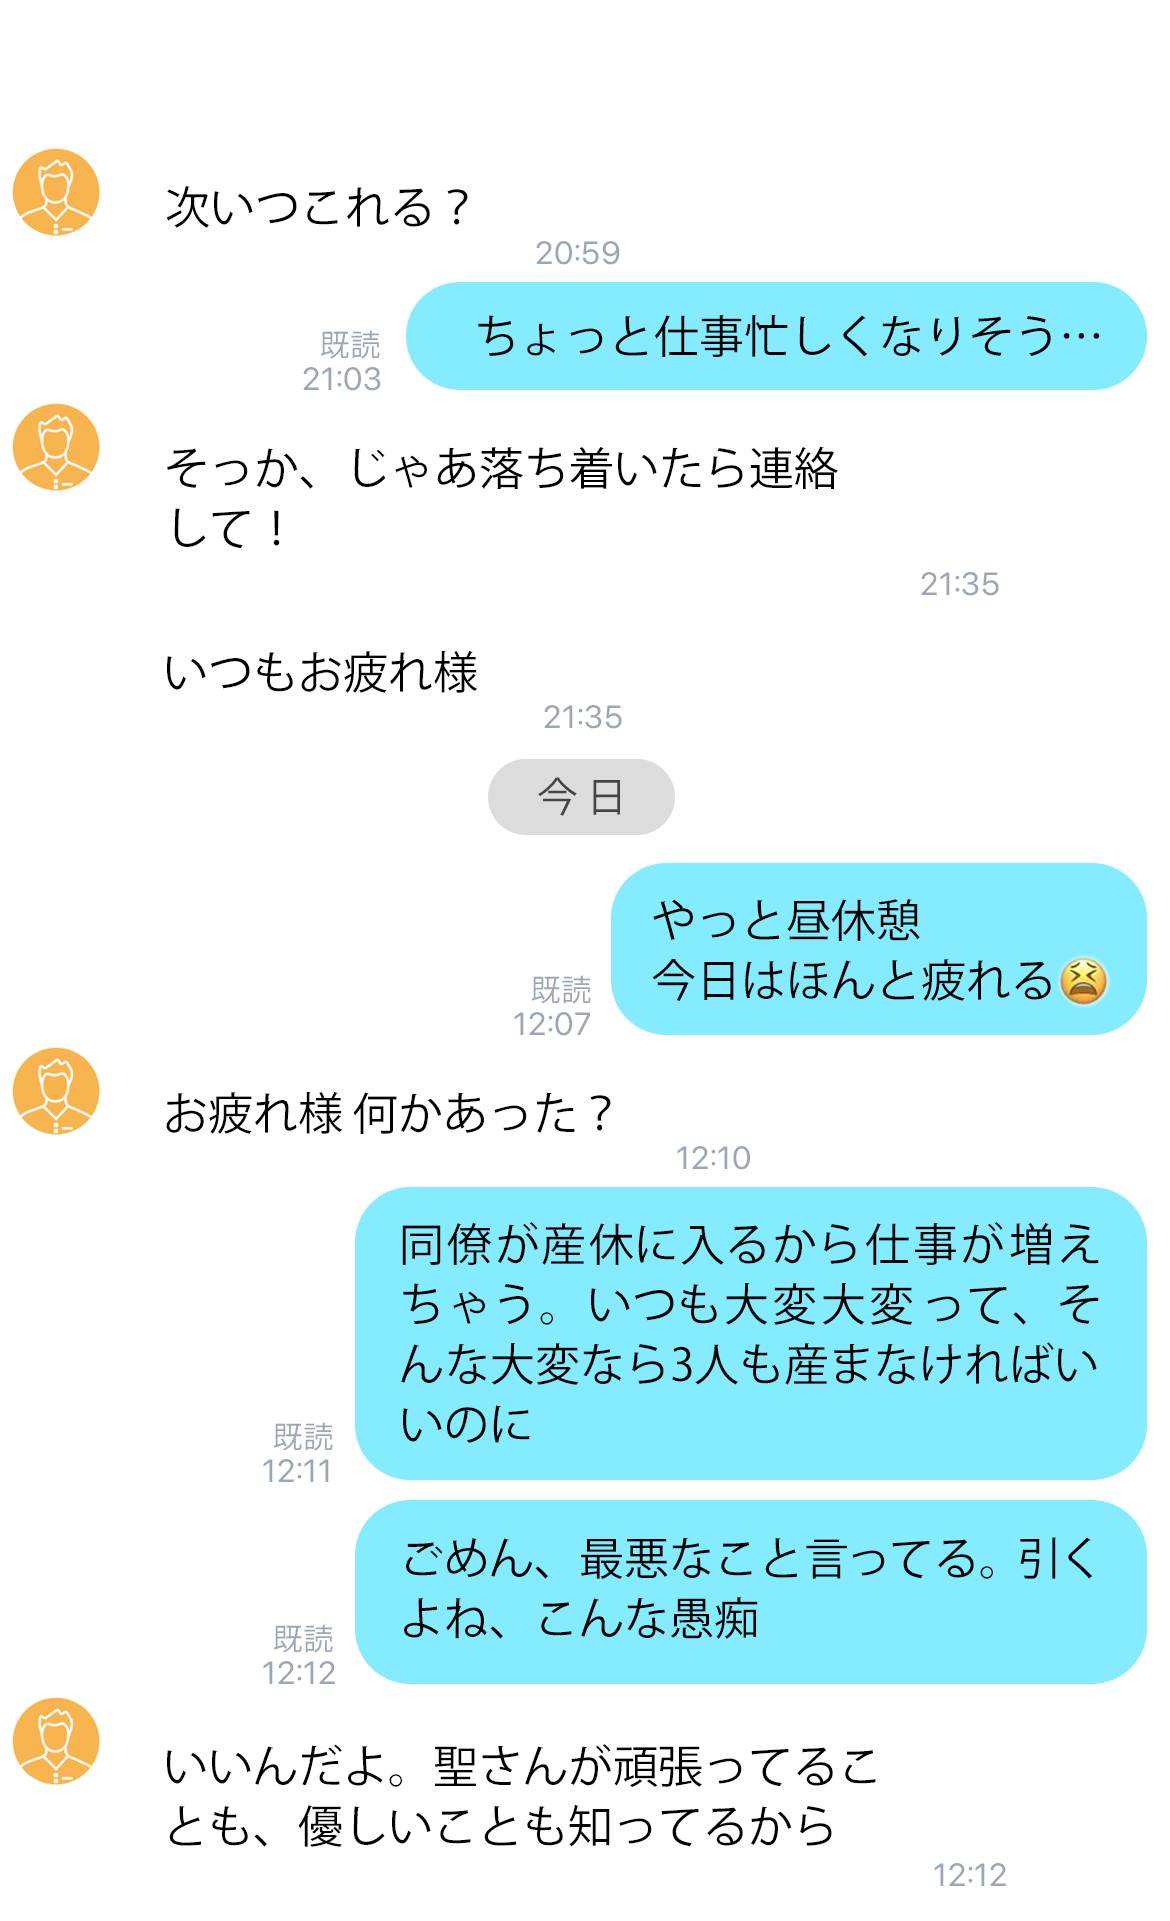 次いつこれる？
20:59
ちょっと仕事忙しくなりそう…
既読
21:03
そっか、じゃあ落ち着いたら連絡
して！
21:35
いつもお疲れ様
21:35
今日
やっと昼休憩
今日はほんと疲れる😫
既読
12:07
お疲れ様 何かあった？
12:10
同僚が産休に入るから仕事が増え
ちゃう。いつも大変大変って、そ
んな大変なら3人も産まなければい
いのに
既読
12:11
ごめん、最悪なこと言ってる。引く
よね、こんな愚痴
既読
12:12
いいんだよ。聖さんが頑張ってるこ
とも、優しいことも知ってるから
12:12